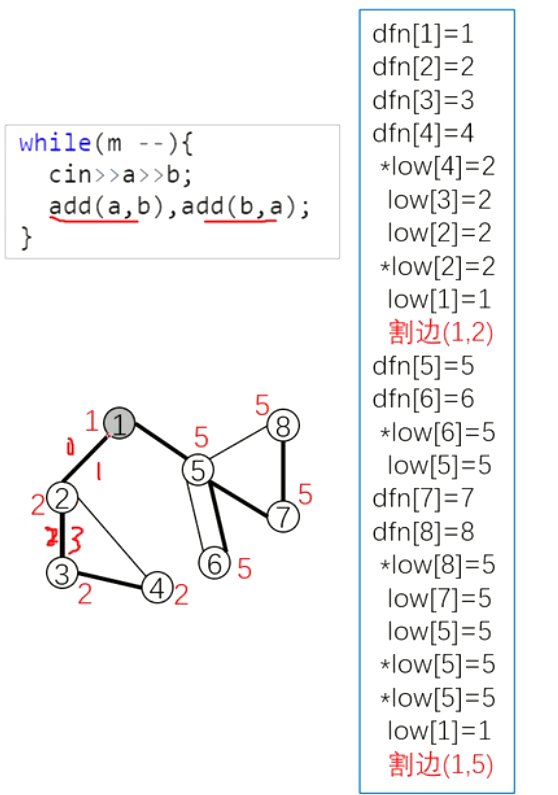 while(m --){
cin>>a>>b;
add(a,b),add(b,a);
}
dfn[1]=1
dfn[2]=2
dfn[3]=3
dfn[4]=4
*low[4]=2
low[3]=2
low[2]=2
*low[2]=2
low[1]=1
割边(1,2)
dfn[5]=5
dfn[6]=6
*low[6]=5
low[5]=5
dfn[7]=7
dfn[8]=8
*low[8]=5
low[7]=5
low[5]=5
*low[5]=5
*low[5]=5
low[1]=1
割边(1,5)
1 1
5 8
5
0
1
5
5 7
2 2
3
6 5
3
2
4 2